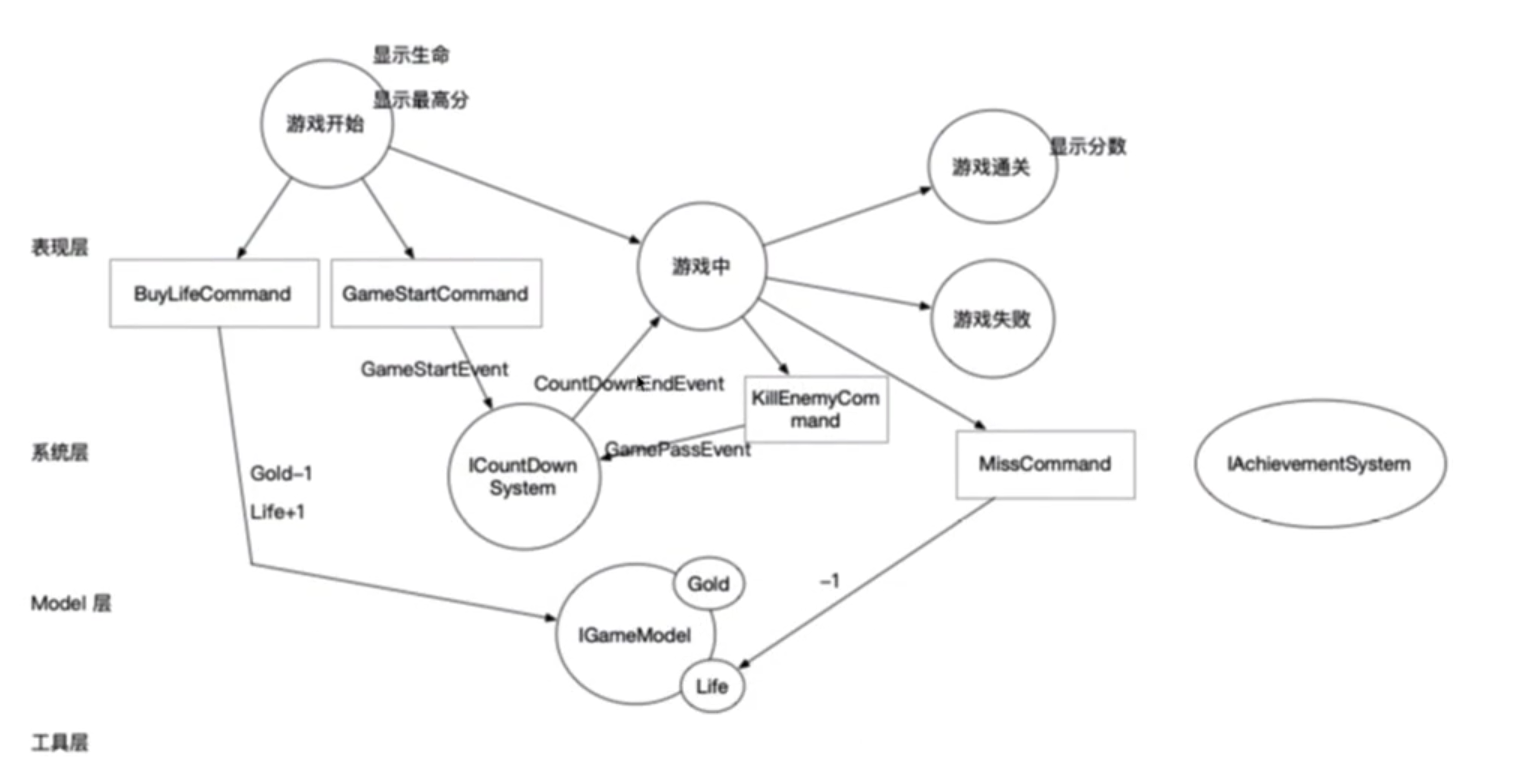 显示生命
显示最高分
游戏开始
显示分数
游戏通关
表现层
游戏中
BuyLifeCommand
GameStartCommand
游戏失败
GameStartEvent
CountDownEndEvent
KillEnemyCom
mand
GamePassEvent
系统层
ICountDown
System
MissCommand
IAchievementSystem
Gold-1
Life+1
Model 层
Gold
-1
IGameModel
Life
工具层